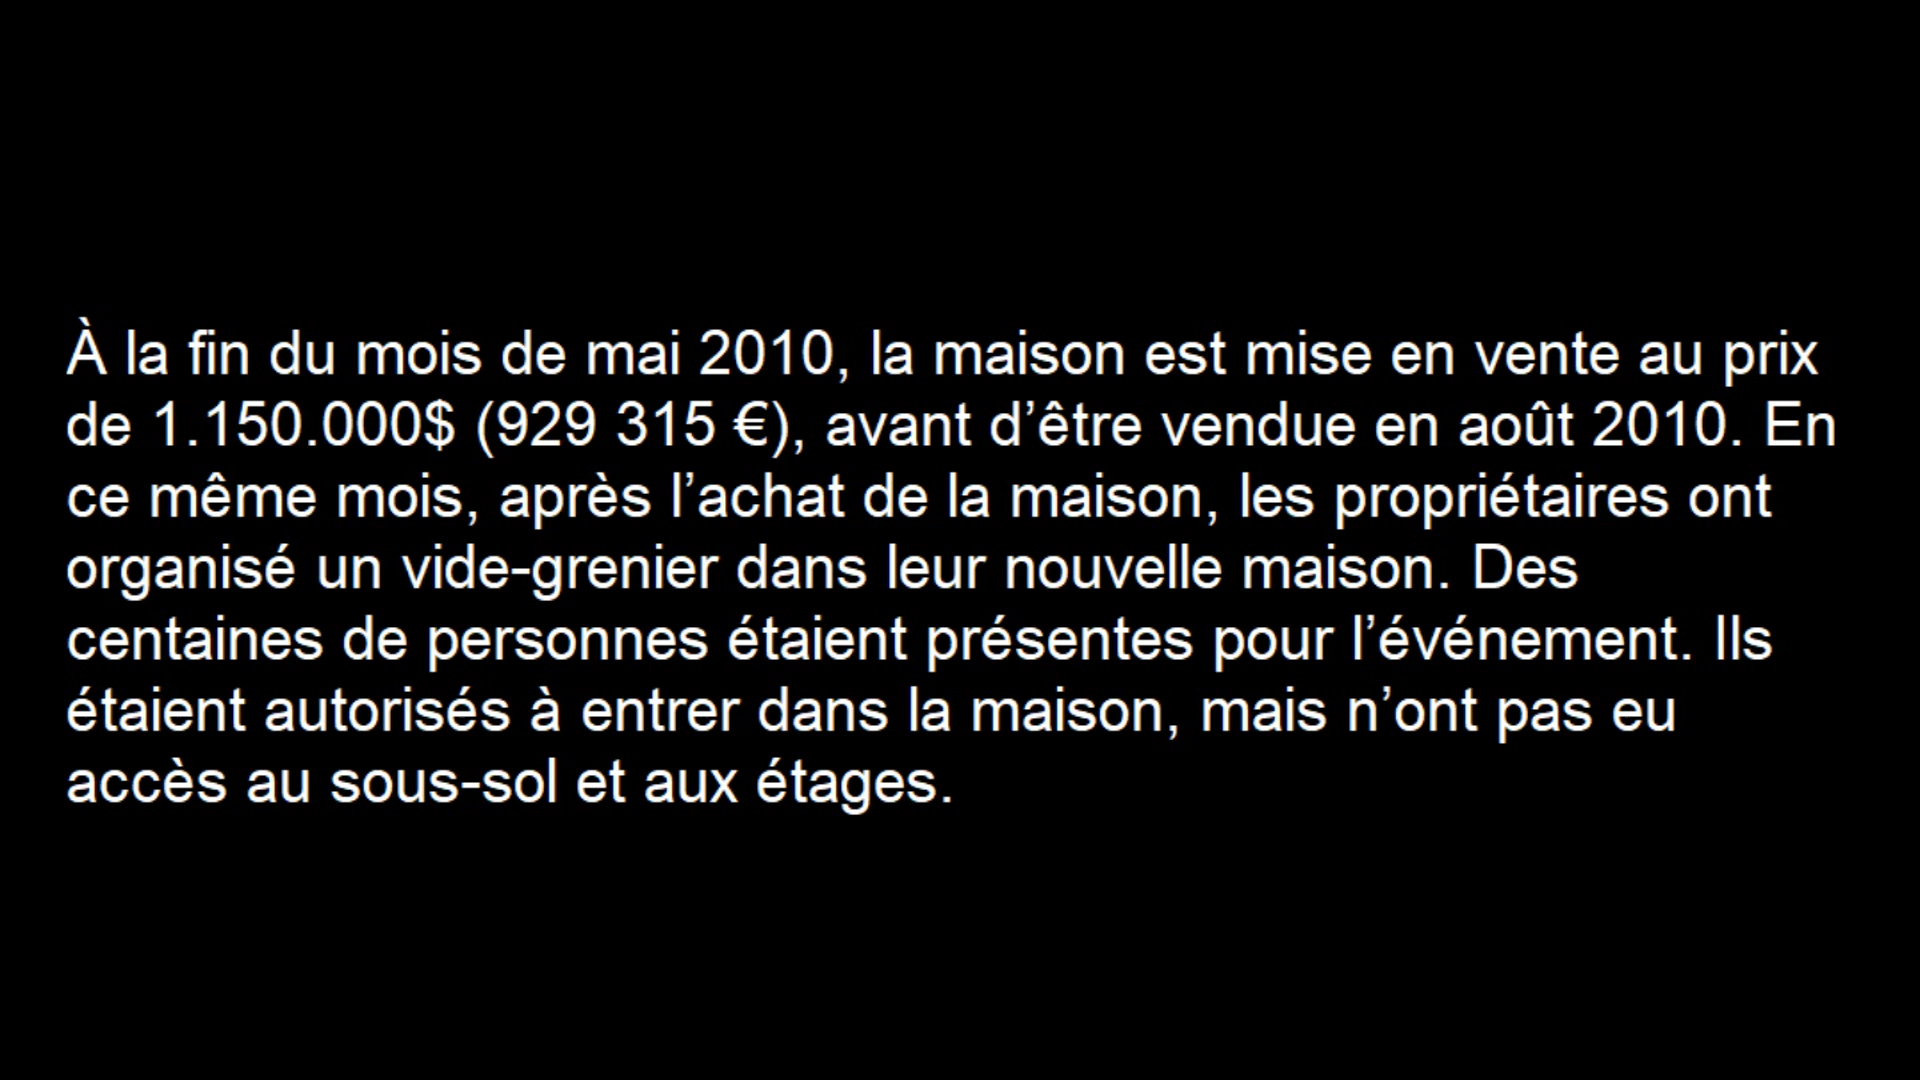 À la fin du mois de mai 2010, la maison est mise en vente au prix
de 1.150.000$ (929 315 €), avant d’être vendue en août 2010. En
ce même mois, après l’achat de la maison, les propriétaires ont
organisé un vide-grenier dans leur nouvelle maison. Des
centaines de personnes étaient présentes pour l’événement. Ils
étaient autorisés à entrer dans la maison, mais n’ont pas eu
accès au sous-sol et aux étages.